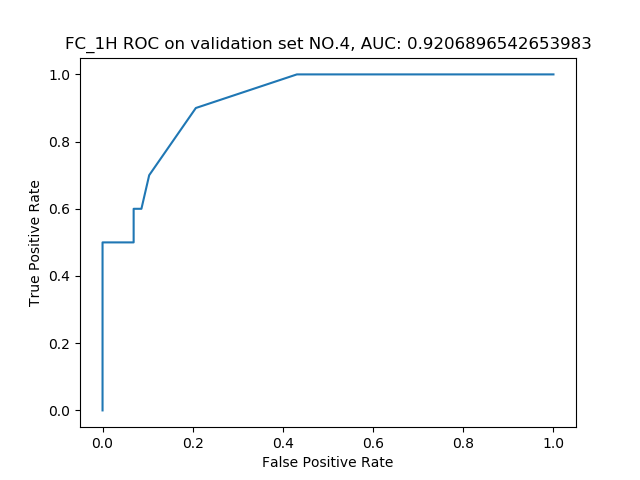 FC_1H ROC on validation set NO.4, AUC: 0.9206896542653983
1.0
0.8
0.6
0.4
0.2
0.0
True Positive Rate
0.0 0.2 0.4 0.6 0.8 1.0
False Positive Rate